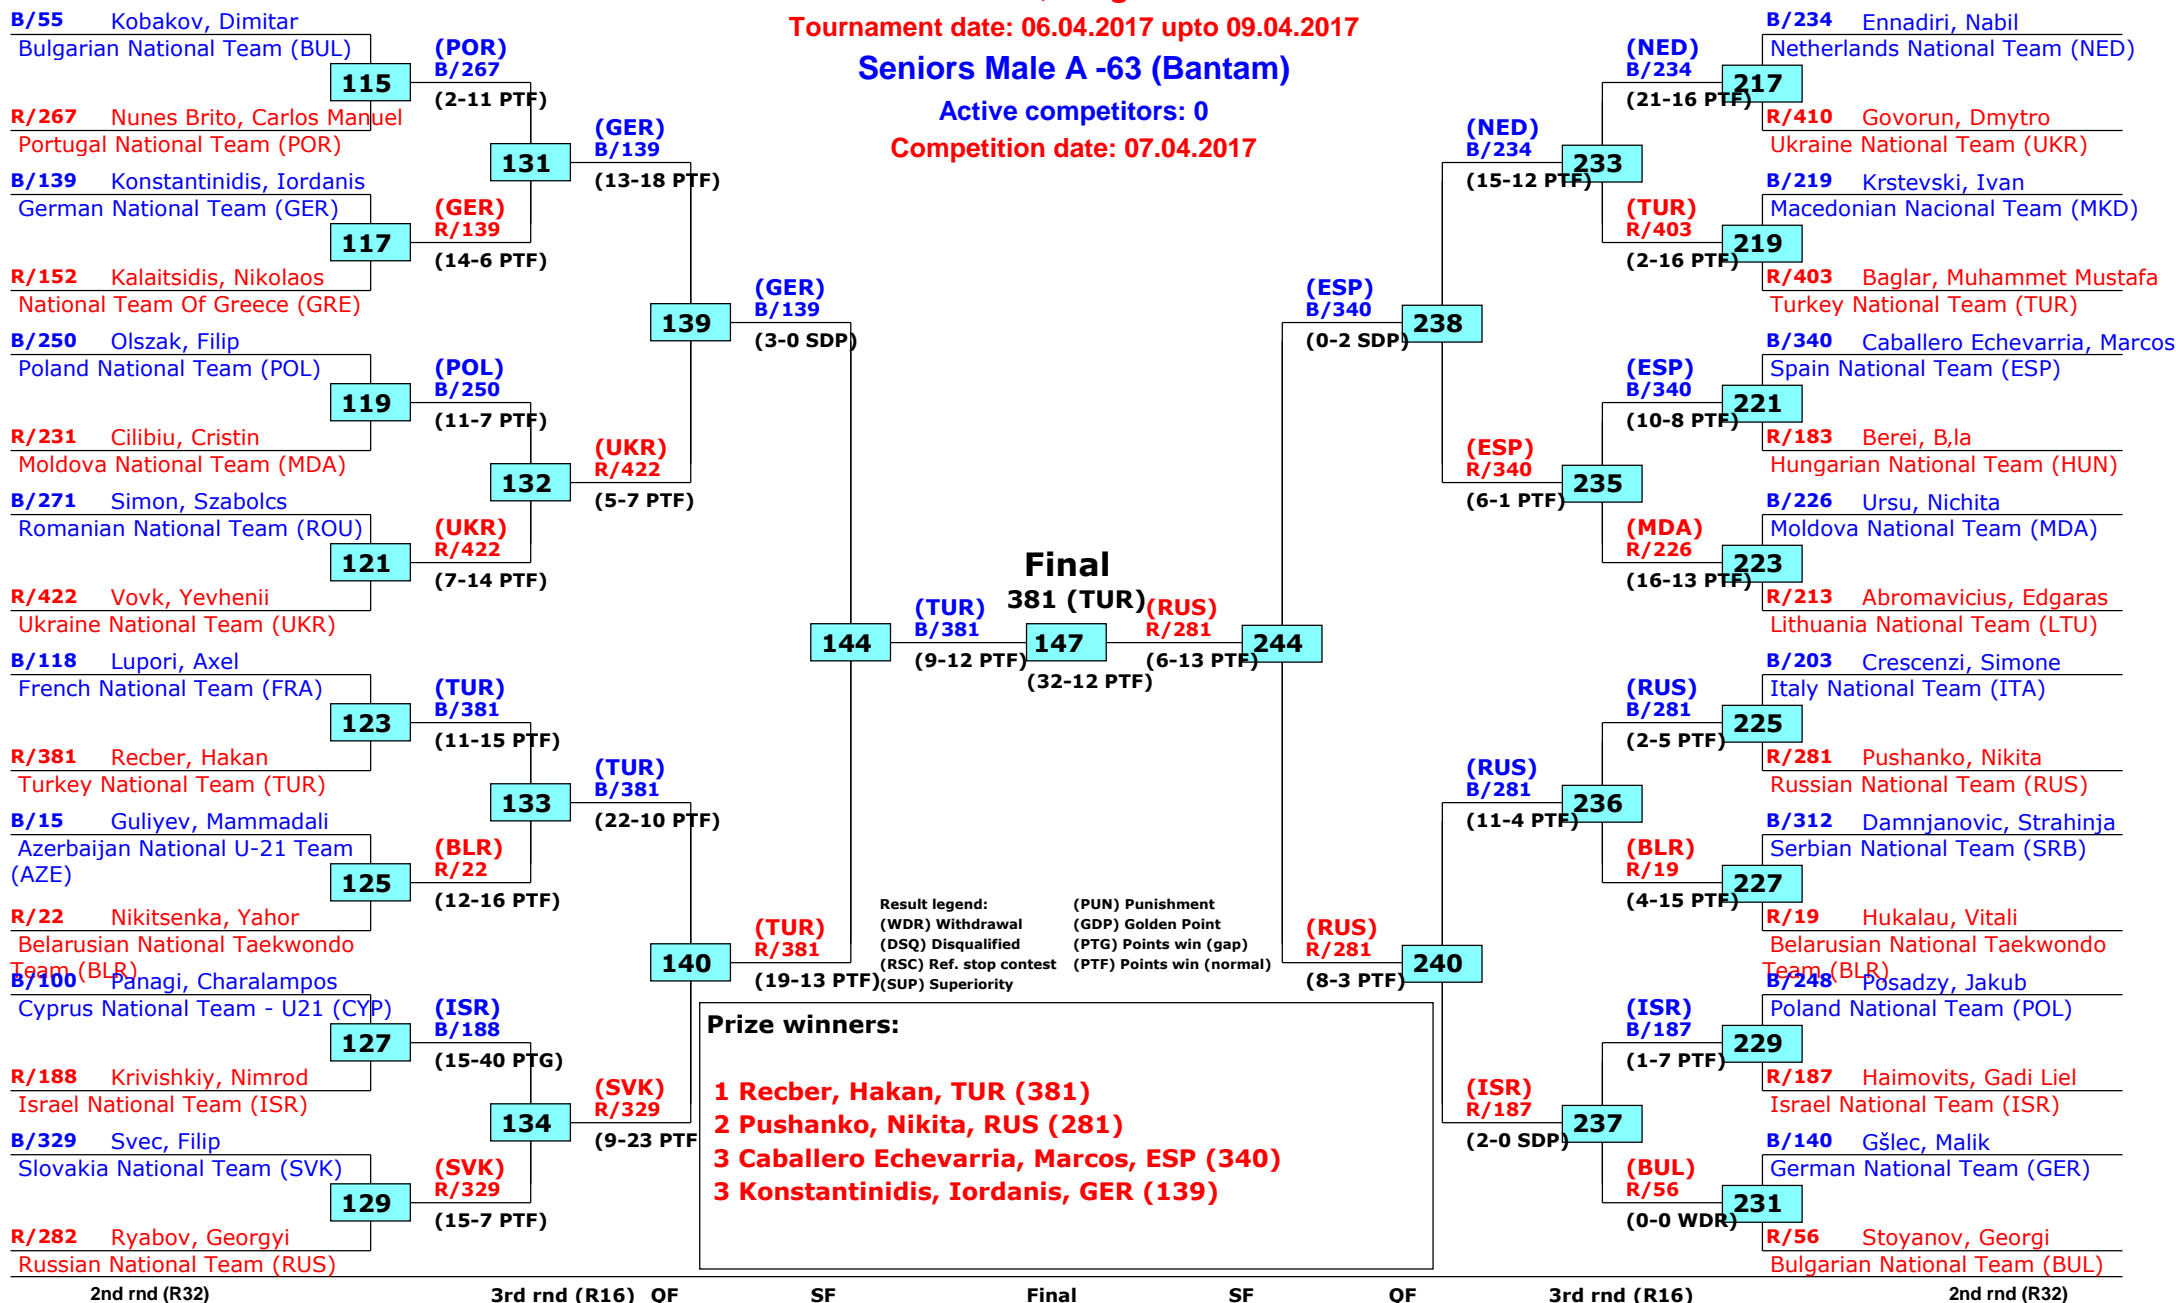 Tournament date: 06.04.2017 upto 09.04.2017
Seniors Male A -63 (Bantam)
Active competitors: 0
Competition date: 07.04.2017
B/55 Kobakov, Dimitar
Bulgarian National Team (BUL)
115
R/267 Nunes Brito, Carlos Manuel
Portugal National Team (POR)
B/139 Konstantinidis, Iordanis
German National Team (GER)
117
R/152 Kalaitsidis, Nikolaos
National Team Of Greece (GRE)
B/250 Olszak, Filip
Poland National Team (POL)
119
R/231 Cilibiu, Cristin
Moldova National Team (MDA)
B/271 Simon, Szabolcs
Romanian National Team (ROU)
121
R/422 Vovk, Yevhenii
Ukraine National Team (UKR)
B/118 Lupori, Axel
French National Team (FRA)
123
R/381 Recber, Hakan
Turkey National Team (TUR)
B/15 Guliyev, Mammadali
Azerbaijan National U-21 Team
(AZE)
125
R/22 Nikitsenka, Yahor
Belarusian National Taekwondo
Team (BLR)
B/100 Panagi, Charalampos
Cyprus National Team - U21 (CYP)
127
R/188 Krivishkiy, Nimrod
Israel National Team (ISR)
B/329 Svec, Filip
Slovakia National Team (SVK)
129
R/282 Ryabov, Georgyi
Russian National Team (RUS)
(POR)
B/267
(2-11 PTF)
131
(GER)
R/139
(14-6 PTF)
(POL)
B/250
(11-7 PTF)
132
(UKR)
R/422
(7-14 PTF)
(TUR)
B/381
(11-15 PTF)
133
(BLR)
R/22
(12-16 PTF)
(ISR)
B/188
(15-40 PTG)
134
(SVK)
R/329
(15-7 PTF)
(GER)
B/139
(13-18 PTF)
139
(UKR)
R/422
(5-7 PTF)
(TUR)
B/381
(22-10 PTF)
140
(SVK)
R/329
(9-23 PTF
(GER)
B/139
(3-0 SDP)
144
(TUR)
R/381
(19-13 PTF)
(TUR)
B/381
(9-12 PTF)
Final
381 (TUR)
147
(32-12 PTF)
(RUS)
R/281
(6-13 PTF)
244
(ESP)
B/340
(0-2 SDP)
238
(RUS)
R/281
(8-3 PTF)
240
(NED)
B/234
(15-12 PTF)
233
(ESP)
R/340
(6-1 PTF)
235
(RUS)
B/281
(11-4 PTF)
236
(ISR)
R/187
(2-0 SDP)
237
(NED)
B/234
(21-16 PTF)
217
(TUR)
R/403
(2-16 PTF)
219
(ESP)
B/340
(10-8 PTF)
221
(MDA)
R/226
(16-13 PTF)
223
(RUS)
B/281
(2-5 PTF)
225
(BLR)
R/19
(4-15 PTF)
227
(ISR)
B/187
(1-7 PTF)
229
(BUL)
R/56
(0-0 WDR)
231
B/234 Ennadiri, Nabil
Netherlands National Team (NED)
R/410 Govorun, Dmytro
Ukraine National Team (UKR)
B/219 Krstevski, Ivan
Macedonian Nacional Team (MKD)
R/403 Baglar, Muhammet Mustafa
Turkey National Team (TUR)
B/340 Caballero Echevarria, Marcos
Spain National Team (ESP)
R/183 Berei, B,la
Hungarian National Team (HUN)
B/226 Ursu, Nichita
Moldova National Team (MDA)
R/213 Abromavicius, Edgaras
Lithuania National Team (LTU)
B/203 Crescenzi, Simone
Italy National Team (ITA)
R/281 Pushanko, Nikita
Russian National Team (RUS)
B/312 Damnjanovic, Strahinja
Serbian National Team (SRB)
R/19 Hukalau, Vitali
Belarusian National Taekwondo
Team (BLR)
B/248 Posadzy, Jakub
Poland National Team (POL)
R/187 Haimovits, Gadi Liel
Israel National Team (ISR)
B/140 Gšlec, Malik
German National Team (GER)
R/56 Stoyanov, Georgi
Bulgarian National Team (BUL)
Result legend: (PUN) Punishment
(WDR) Withdrawal (GDP) Golden Point
(DSQ) Disqualified (PTG) Points win (gap)
(RSC) Ref. stop contest (PTF) Points win (normal)
(SUP) Superiority
Prize winners:
1 Recber, Hakan, TUR (381)
2 Pushanko, Nikita, RUS (281)
3 Caballero Echevarria, Marcos, ESP (340)
3 Konstantinidis, Iordanis, GER (139)
2nd rnd (R32) 3rd rnd (R16) QF SF Final SF QF 3rd rnd (R16) 2nd rnd (R32)